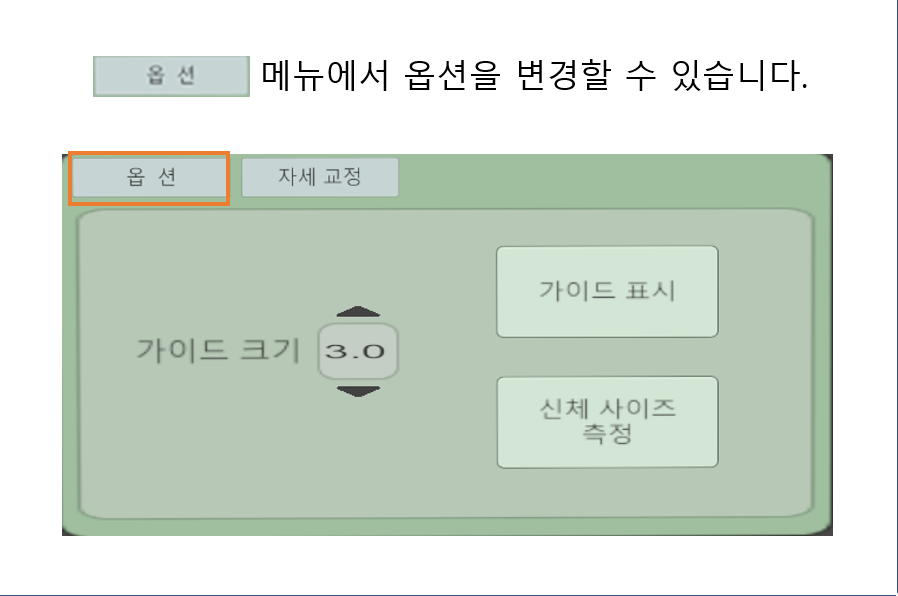 옵 션 메뉴에서 옵션을 변경할 수 있습니다.
옵 션 자세 교정
가이드 표시
가이드 크기 3.0
신체 사이즈
측정